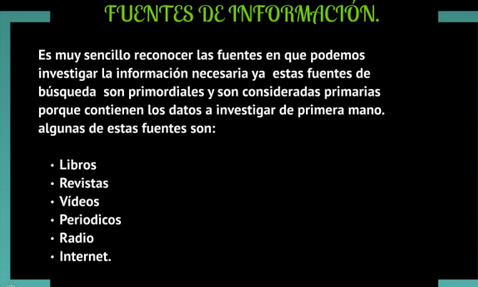 FUENTES DE INFORMACIÓN.
Es muy sencillo reconocer las fuentes en que podemos
investigar la información necesaria ya  estas fuentes de
búsqueda  son primordiales y son consideradas primarias
porque contienen los datos a investigar de primera mano.
algunas de estas fuentes son:
• Libros
• Revistas
• Vídeos
• Periodicos
• Radio
• Internet.